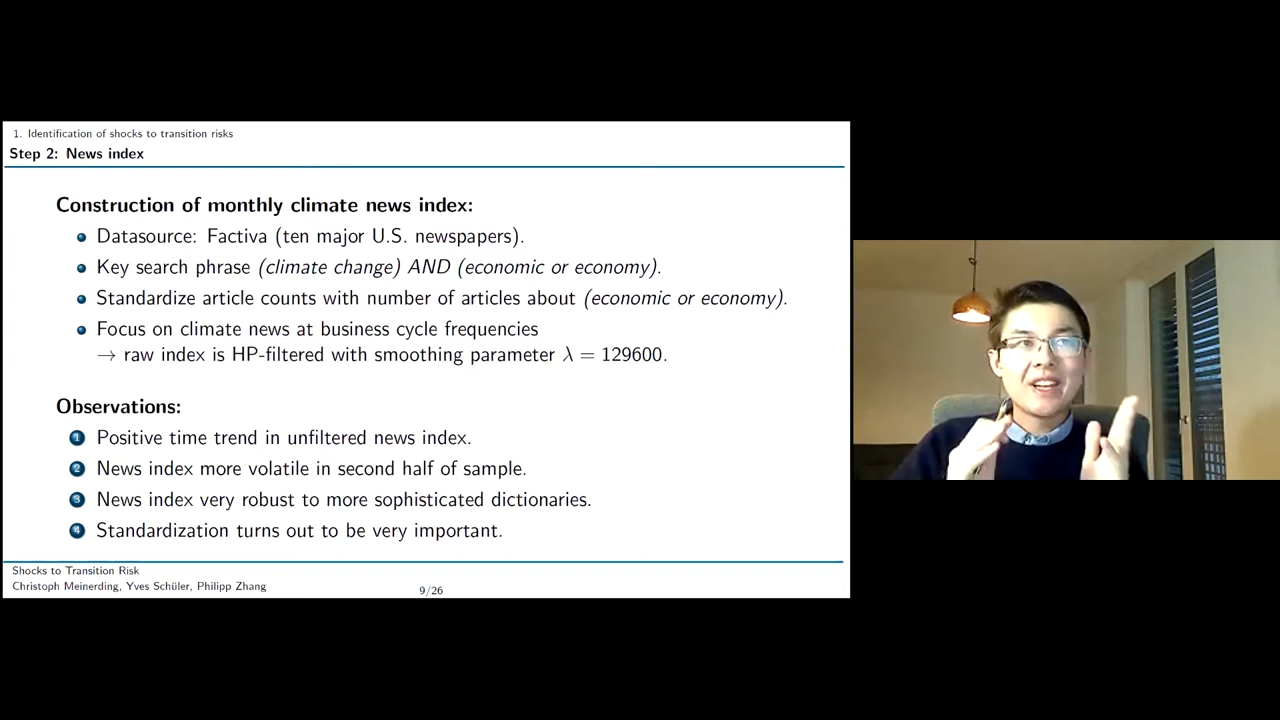 1. Identification of shocks to transition risks
Step 2: News index
Construction of monthly climate news index:
Datasource: Factiva (ten major U.S. newspapers).
Key search phrase (climate change) AND (economic or economy).
Standardize article counts with number of articles about (economic or economy).
Focus on climate news at business cycle frequencies
→ raw index is HP-filtered with smoothing parameter λ = 129600.
Observations:
1 Positive time trend in unfiltered news index.
2 News index more volatile in second half of sample.
3 News index very robust to more sophisticated dictionaries.
4 Standardization turns out to be very important.
Shocks to Transition Risk
Christoph Meinerding, Yves Schüler, Philipp Zhang
9/26